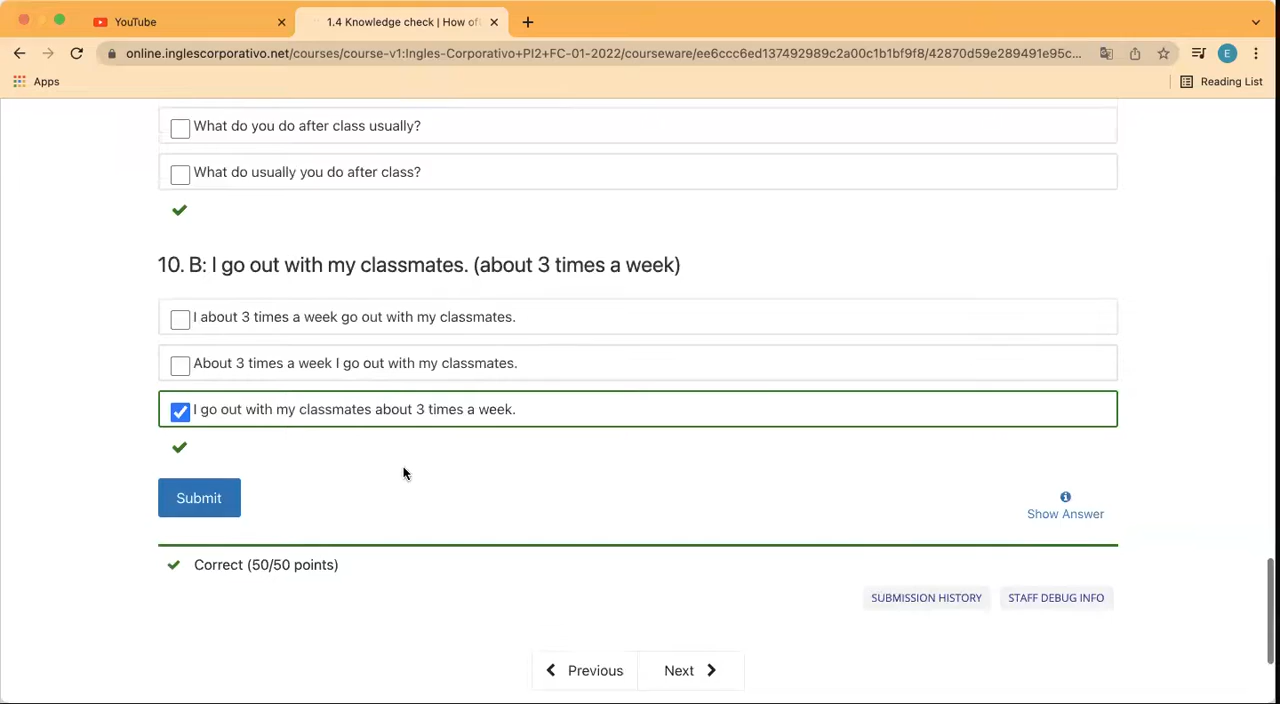 YouTube
1.4 Knowledge check | How of
online.inglescorporativo.net/courses/course-v1:Ingles-Corporativo+PI2+FC-01-2022/courseware/ee6ccc6ed137492989c2a00c1b1bf9f8/42870d59e289491e95c...
E
Apps
Reading List
What do you do after class usually?
What do usually you do after class?
10. B: I go out with my classmates. (about 3 times a week)
I about 3 times a week go out with my classmates.
About 3 times a week I go out with my classmates.
I go out with my classmates about 3 times a week.
Submit
Show Answer
Correct (50/50 points)
SUBMISSION HISTORY
STAFF DEBUG INFO
Previous
Next